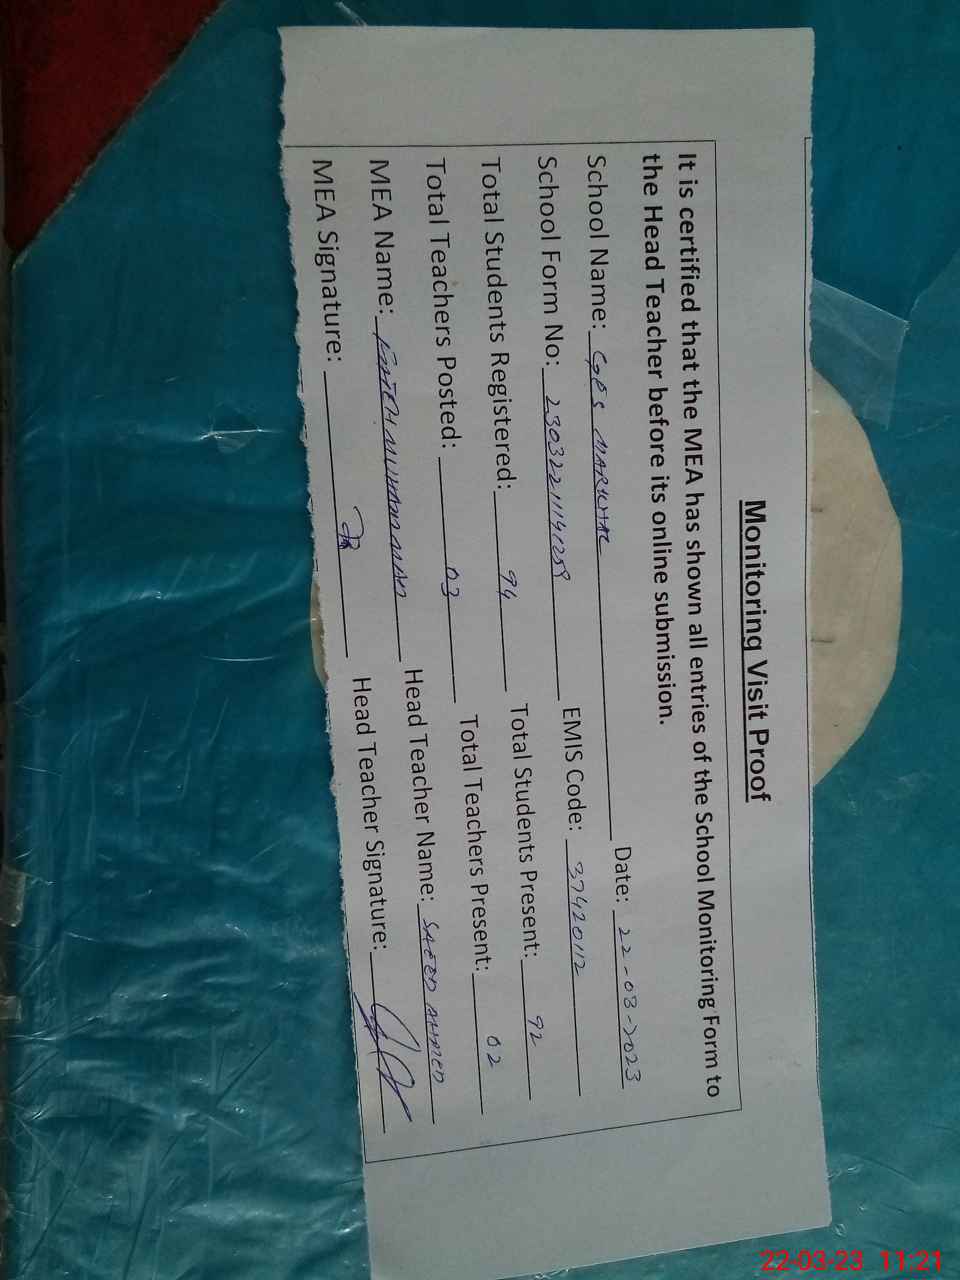 Monitoring Visit Proof
It is certified that the MEA has shown all entries of the School Monitoring Form to
the Head Teacher before its online submission.
School Name: MARKHAL Date: 22-03-2023
School Form No: EMIS Code: 37420112
Total Students Registered: 94 Total Students Present: 92
Total Teachers Posted: 03 Total Teachers Present: 02
MEA Name: MUHAMMAD Head Teacher Name: SAEED AHMED
MEA Signature: Head Teacher Signature:
22-03-23 11:21